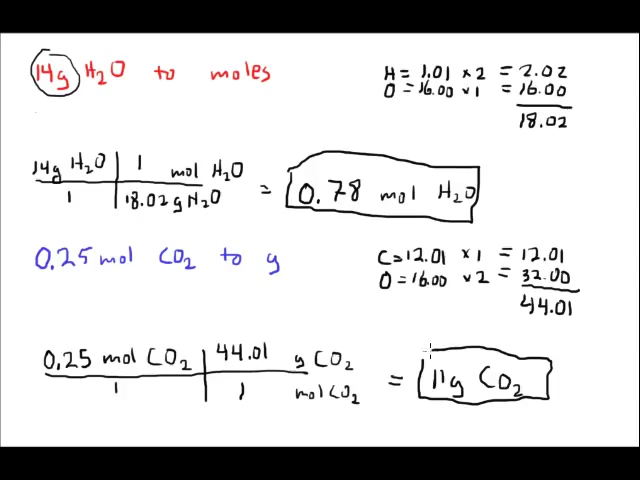 14g H₂O to moles
H = 1.01 × 2 = 2.02
O = 16.00 × 1 = 16.00
18.02
14g H₂O | 1 mol H₂O
1 | 18.02 g H₂O
= 0.78 mol H₂O
0.25 mol CO₂ to g
C = 12.01 × 1 = 12.01
O = 16.00 × 2 = 32.00
44.01
0.25 mol CO₂ | 44.01 g CO₂
1 | 1 mol CO₂
= 11g CO₂